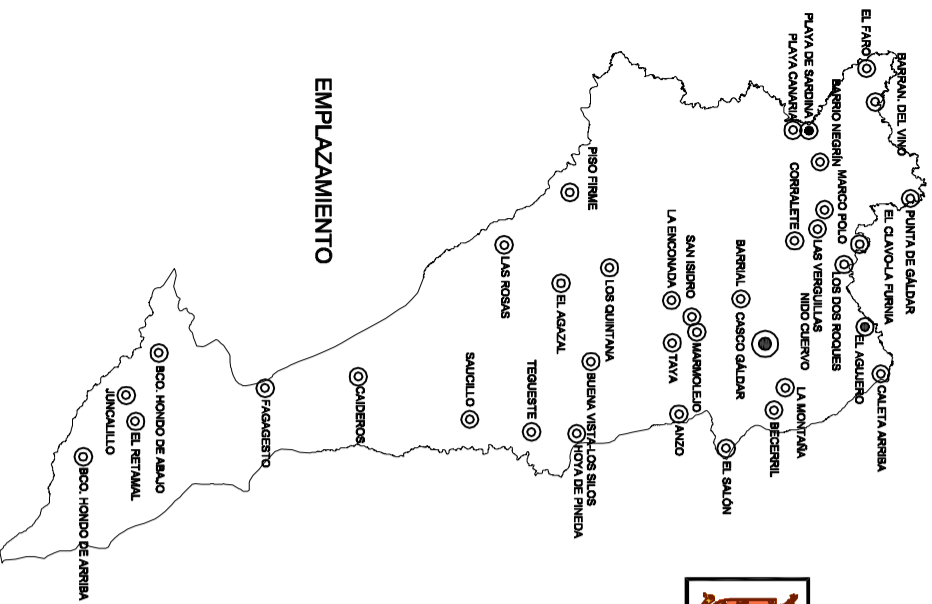 EL FARO
BARRAN. DEL VINO
PUNTA DE GÁLDAR
PLAYA DE SARDINA
PLAYA CANARIA
BARRIO NEGRÍN
MARCO POLO
CORRALETE
EL CLAVO-LA FURNIA
LOS DOS ROQUES
LAS VERGUILLAS
NIDO CUERVO
EL AGUJERO
CALETA ARRIBA
LA MONTAÑA
BECERRIL
CASCO GÁLDAR
BARRIAL
EL SALÓN
SAN ISIDRO
MARMOLEJO
LA ENCONADA
TAYA
ANZO
PISO FIRME
LOS QUINTANA
BUENA VISTA-LOS SILOS
HOYA DE PINEDA
EL AGAZAL
TEGUESTE
LAS ROSAS
SAUCILLO
CAIDEROS
FAGAGESTO
BCO. HONDO DE ABAJO
EL RETAMAL
JUNCALILLO
BCO. HONDO DE ARRIBA
EMPLAZAMIENTO